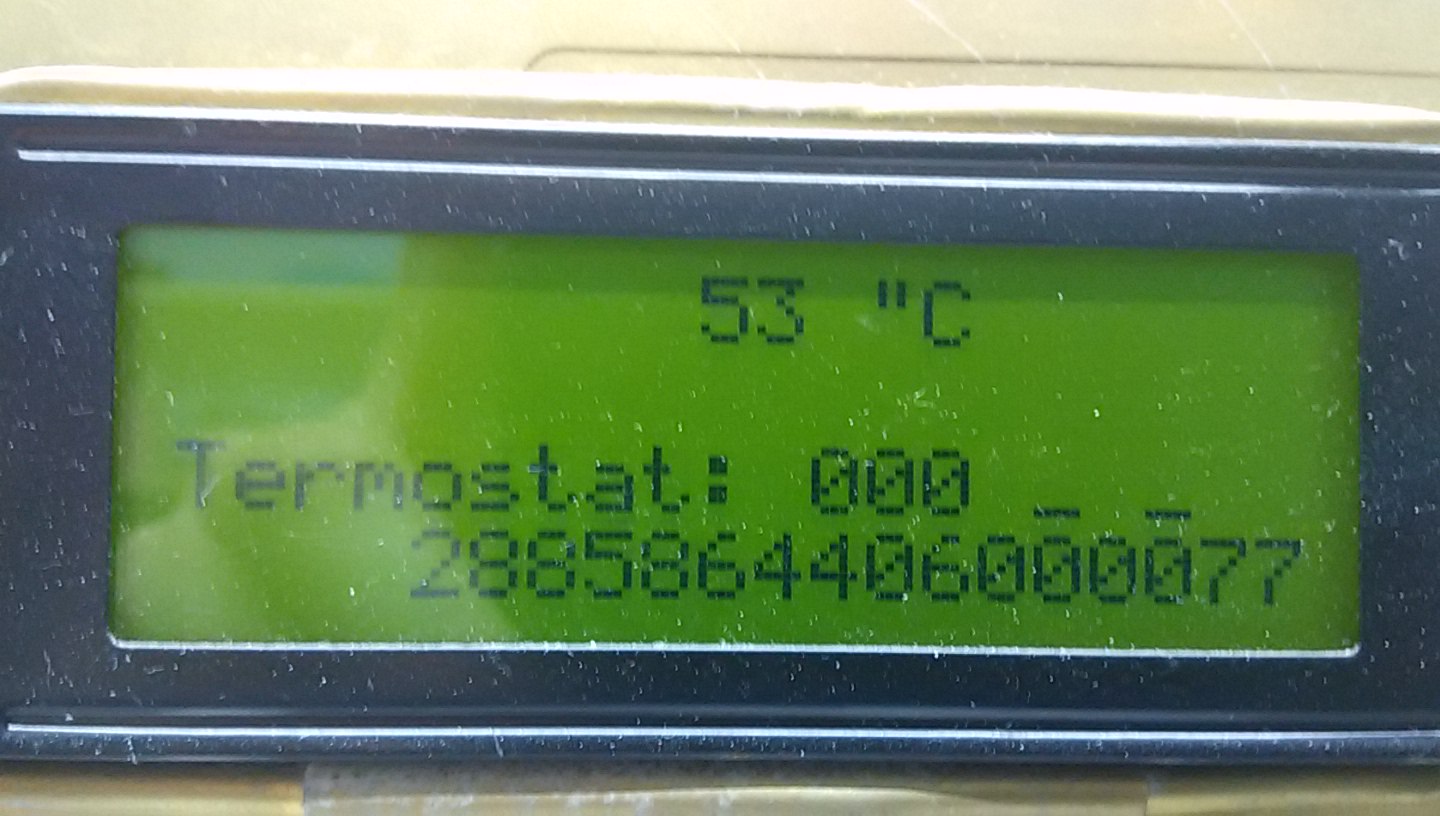 53 "C
Termostat: 000 _ _
2885864406000077